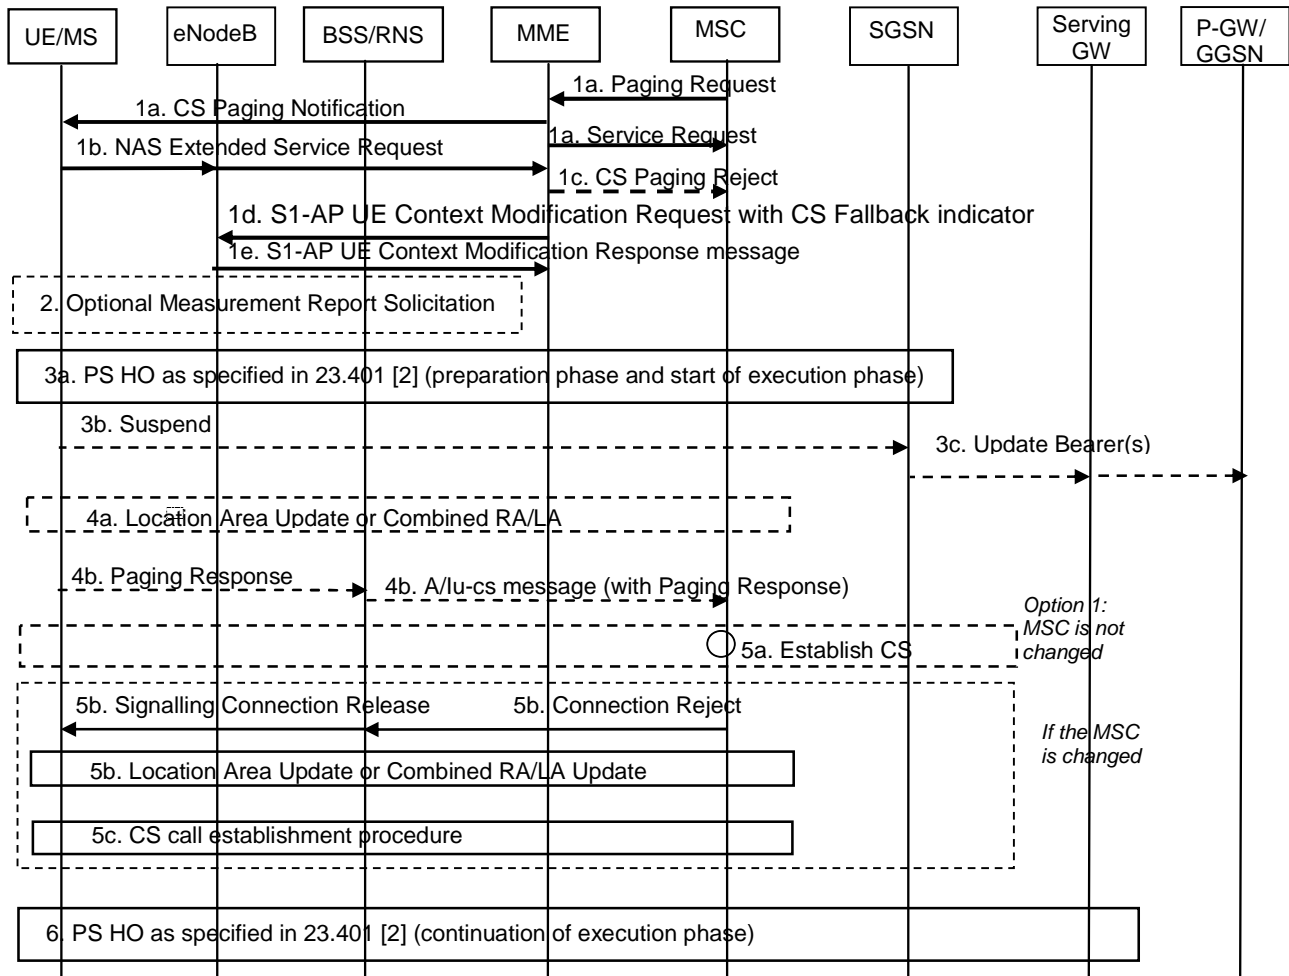 UE/MS
eNodeB
BSS/RNS
MME
MSC
SGSN
Serving
GW
P-GW/
GGSN
1a. Paging Request
1a. CS Paging Notification
1a. Service Request
1b. NAS Extended Service Request
1c. CS Paging Reject
1d. S1-AP UE Context Modification Request with CS Fallback indicator
1e. S1-AP UE Context Modification Response message
2. Optional Measurement Report Solicitation
3a. PS HO as specified in 23.401 [2] (preparation phase and start of execution phase)
3b. Suspend
3c. Update Bearer(s)
4a. Location Area Update or Combined RA/LA
4b. Paging Response
4b. A/Iu-cs message (with Paging Response)
Option 1:
MSC is not
changed
5a. Establish CS
5b. Signalling Connection Release
5b. Connection Reject
If the MSC
is changed
5b. Location Area Update or Combined RA/LA Update
5c. CS call establishment procedure
6. PS HO as specified in 23.401 [2] (continuation of execution phase)